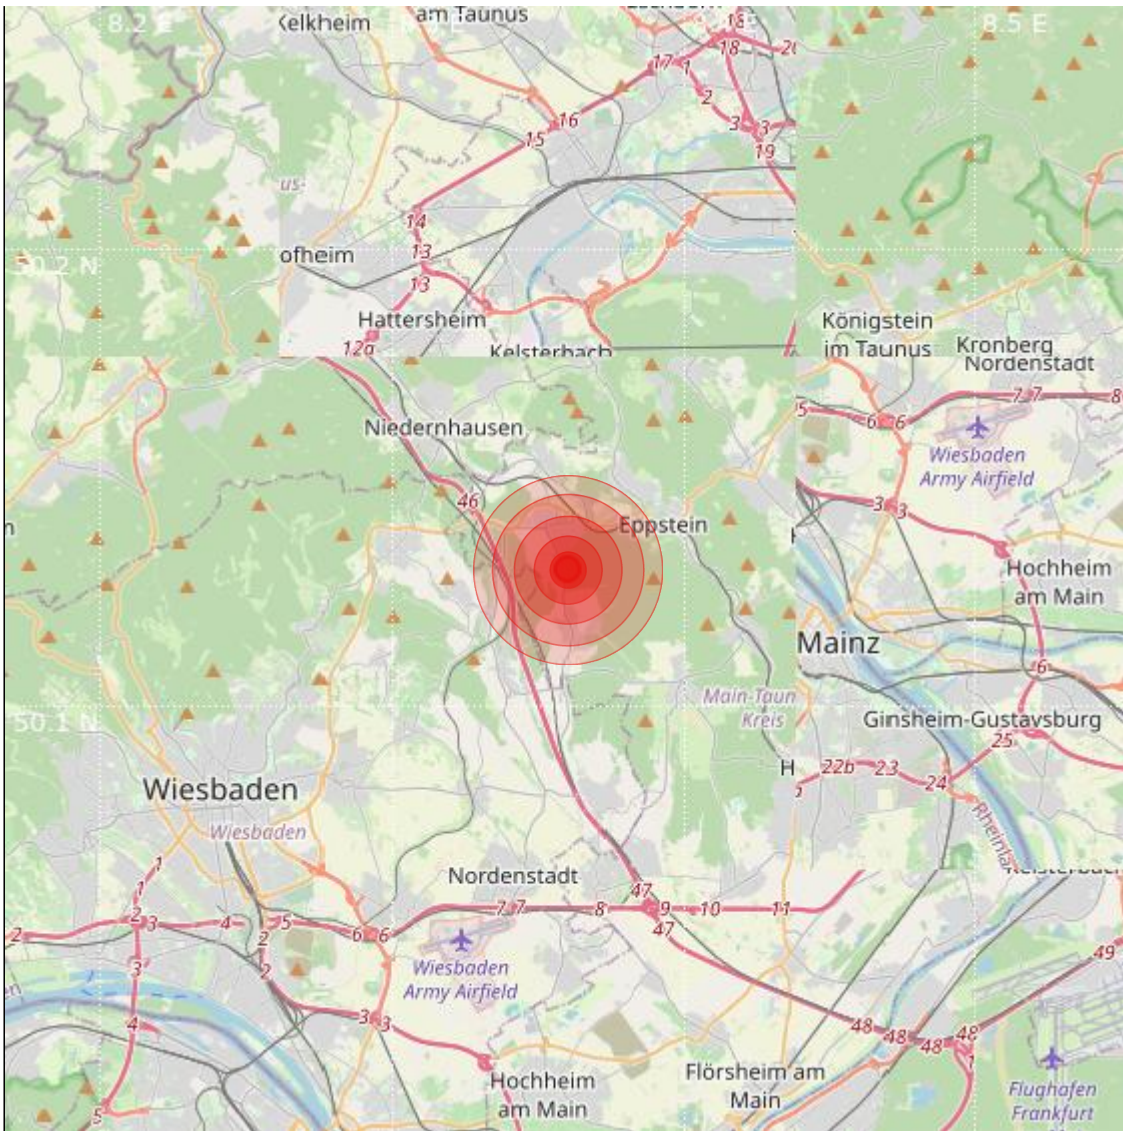 8.2 E
Kelkheim
am Taunus
18
8.5 E
18
20
17
1
2
16
3
3
15
19
us-
14
ofheim
13
50.2 N
13
Hattersheim
Königstein
im Taunus
12a
Kelsterbach
Kronberg
Nordenstadt
7
7
8
5
6
6
Niedernhausen
Wiesbaden
Army Airfield
46
3
3
Eppstein
Hochheim
am Main
Mainz
6
Main-Taun
Kreis
50.1 N
Ginsheim-Gustavsburg
25
H
22b
23
24
Wiesbaden
Wiesbaden
1
1
Nordenstadt
47
2
2
3
4
5
6
6
7
7
8
9
10
11
47
2
2
3
Wiesbaden
Army Airfield
49
en
4
3
3
48
48
48
1
Hochheim
am Main
Flörsheim am
Main
Flughafen
Frankfurt
5